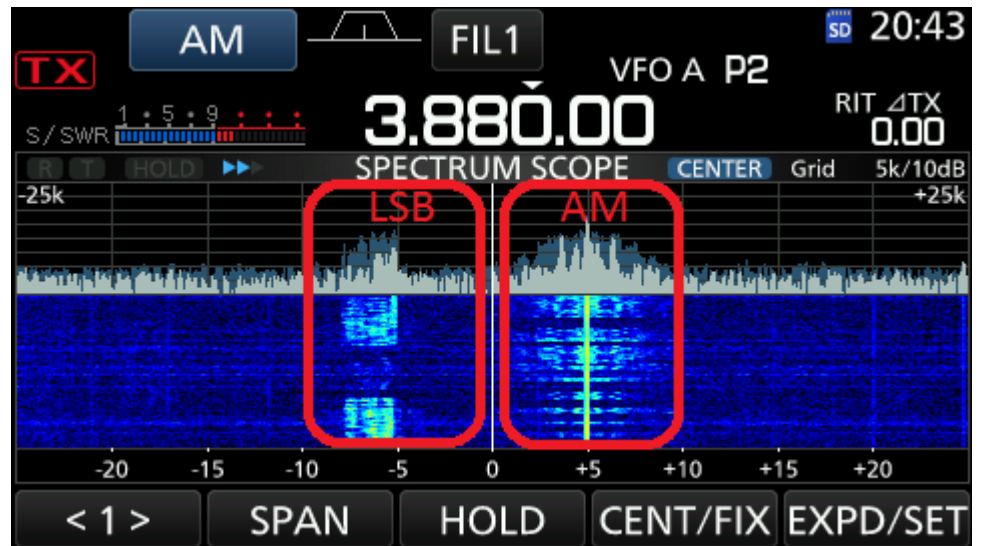 AM FIL1 SD 20:43
TX VFO A P2
1 5 9 RIT ⊿TX
S/SWR 3.880.00 0.00
R T HOLD SPECTRUM SCOPE CENTER Grid 5k/10dB
-25k LSB AM +25k
-20 -15 -10 -5 0 +5 +10 +15 +20
< 1 > SPAN HOLD CENT/FIX EXPD/SET